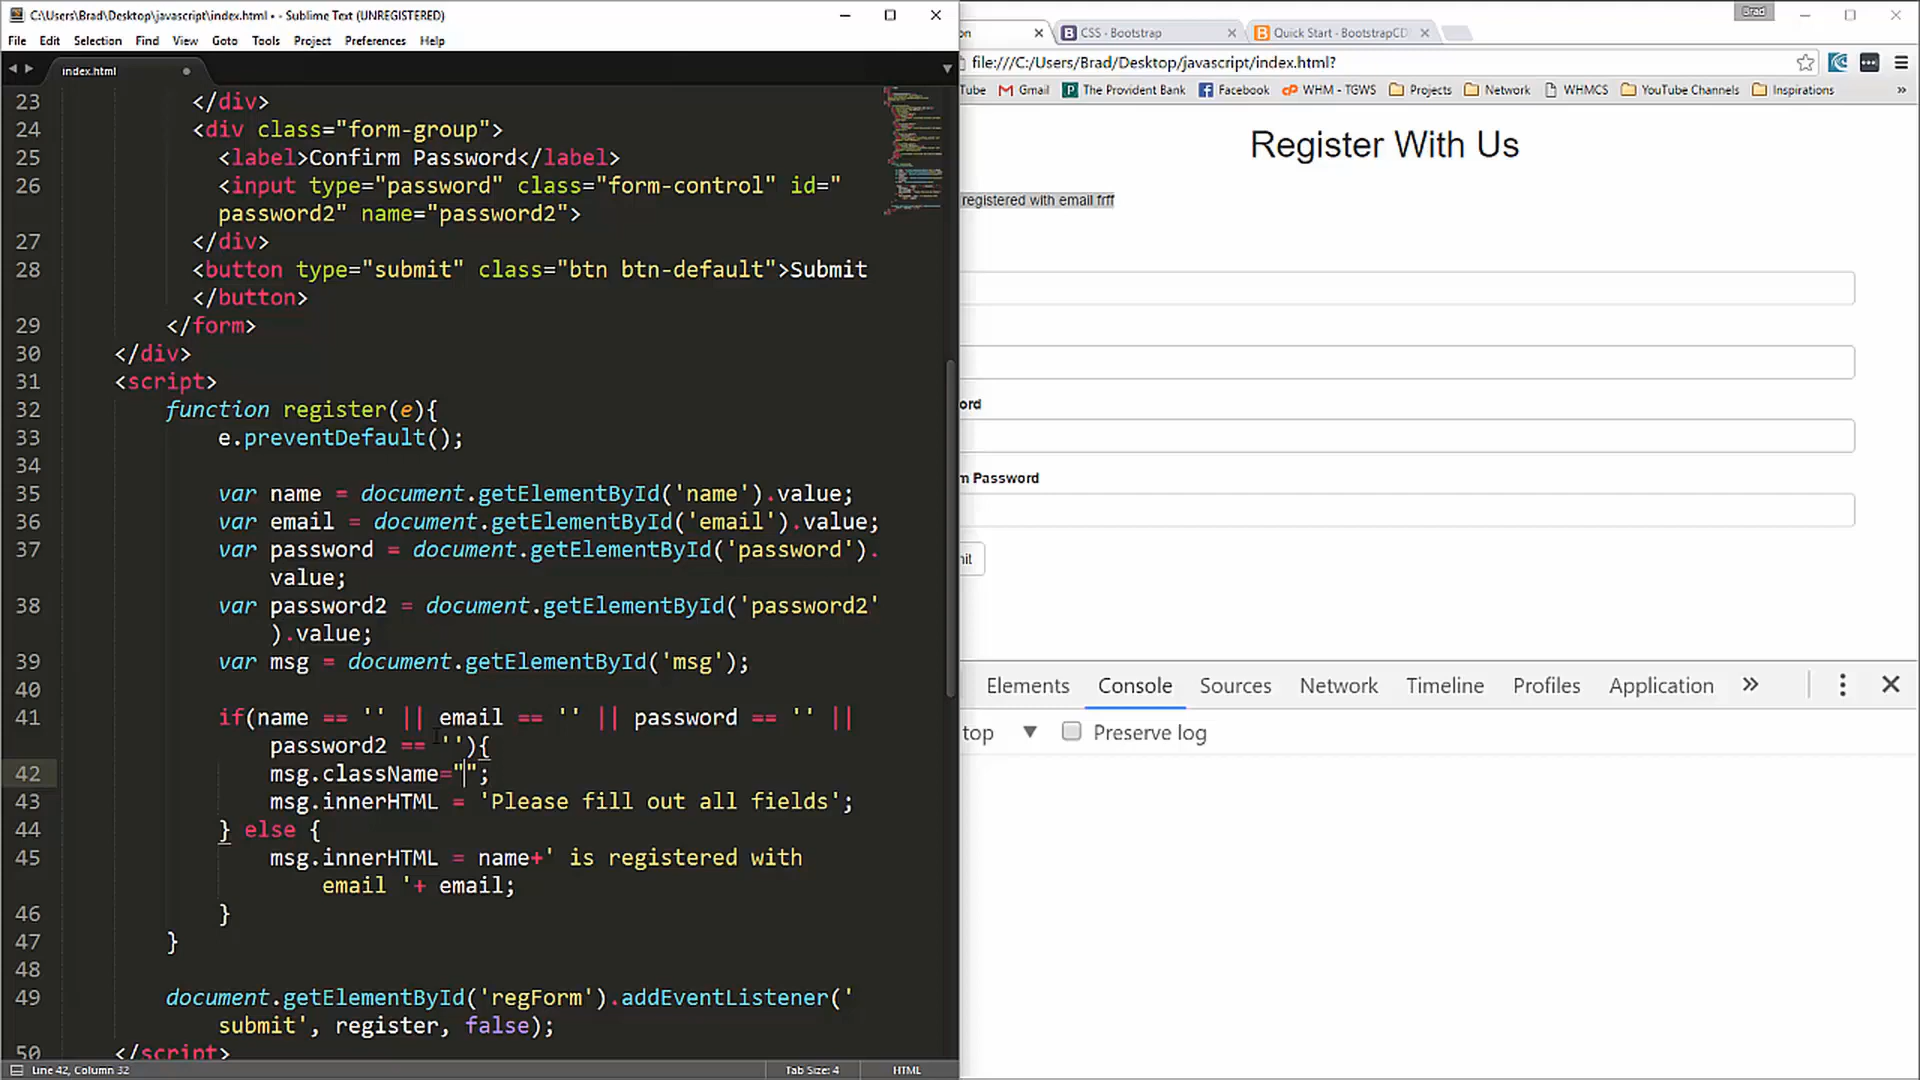 C:\Users\Brad\Desktop\javascript\index.html • - Sublime Text (UNREGISTERED)
File Edit Selection Find View Goto Tools Project Preferences Help
index.html
23 </div>
24 <div class="form-group">
25 <label>Confirm Password</label>
26 <input type="password" class="form-control" id="
password2" name="password2">
27 </div>
28 <button type="submit" class="btn btn-default">Submit
</button>
29 </form>
30 </div>
31 <script>
32 function register(e){
33 e.preventDefault();
34
35 var name = document.getElementById('name').value;
36 var email = document.getElementById('email').value;
37 var password = document.getElementById('password').
value;
38 var password2 = document.getElementById('password2'
).value;
39 var msg = document.getElementById('msg');
40
41 if(name == '' || email == '' || password == '' ||
password2 == ''){
42 msg.className="";
43 msg.innerHTML = 'Please fill out all fields';
44 } else {
45 msg.innerHTML = name+' is registered with
email '+ email;
46 }
47 }
48
49 document.getElementById('regForm').addEventListener('
submit', register, false);
50 </script>
Line 42, Column 32 Tab Size: 4 HTML
on CSS - Bootstrap Quick Start - BootstrapCD Brad
file:///C:/Users/Brad/Desktop/javascript/index.html?
Tube Gmail The Provident Bank Facebook WHM - TGWS Projects Network WHMCS YouTube Channels Inspirations »
Register With Us
registered with email frff
ord
m Password
nit
Elements Console Sources Network Timeline Profiles Application »
top Preserve log